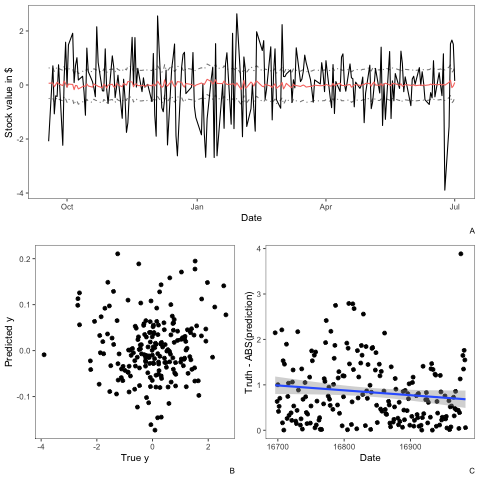 2
0
-2
-4
Stock value in $
Oct
Jan
Apr
Jul
Date
A
0.2
0.1
0.0
-0.1
Predicted y
-4
-2
0
2
True y
B
4
3
2
1
0
Truth - ABS(prediction)
16700
16800
16900
Date
C